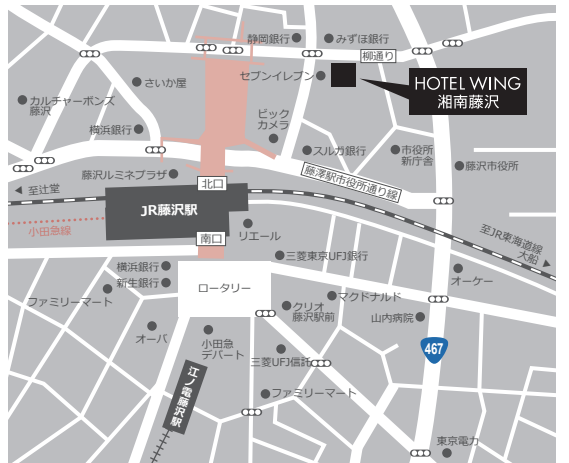 静岡銀行
みずほ銀行
柳通り
さいか屋
セブンイレブン
HOTEL WING
湘南藤沢
カルチャーボンズ
藤沢
横浜銀行
ビック
カメラ
スルガ銀行
市役所
新庁舎
藤沢市役所
藤沢ルミネプラザ
北口
藤澤駅市役所通り線
至辻堂
JR藤沢駅
小田急線
南口
リエール
至JR東海道線
大船
横浜銀行
三菱東京UFJ銀行
新生銀行
ロータリー
オーケー
ファミリーマート
クリオ
藤沢駅前
マクドナルド
山内病院
オーパ
小田急
デパート
三菱UFJ信託
467
江ノ電藤沢駅
ファミリーマート
東京電力